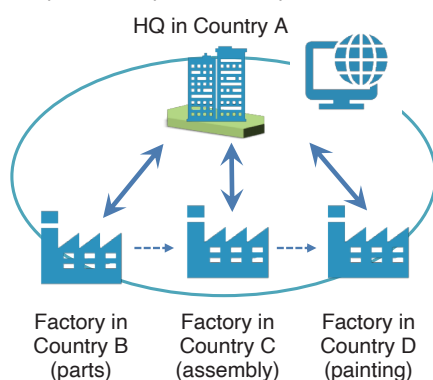 HQ in Country A
Factory in
Country B
(parts)
Factory in
Country C
(assembly)
Factory in
Country D
(painting)